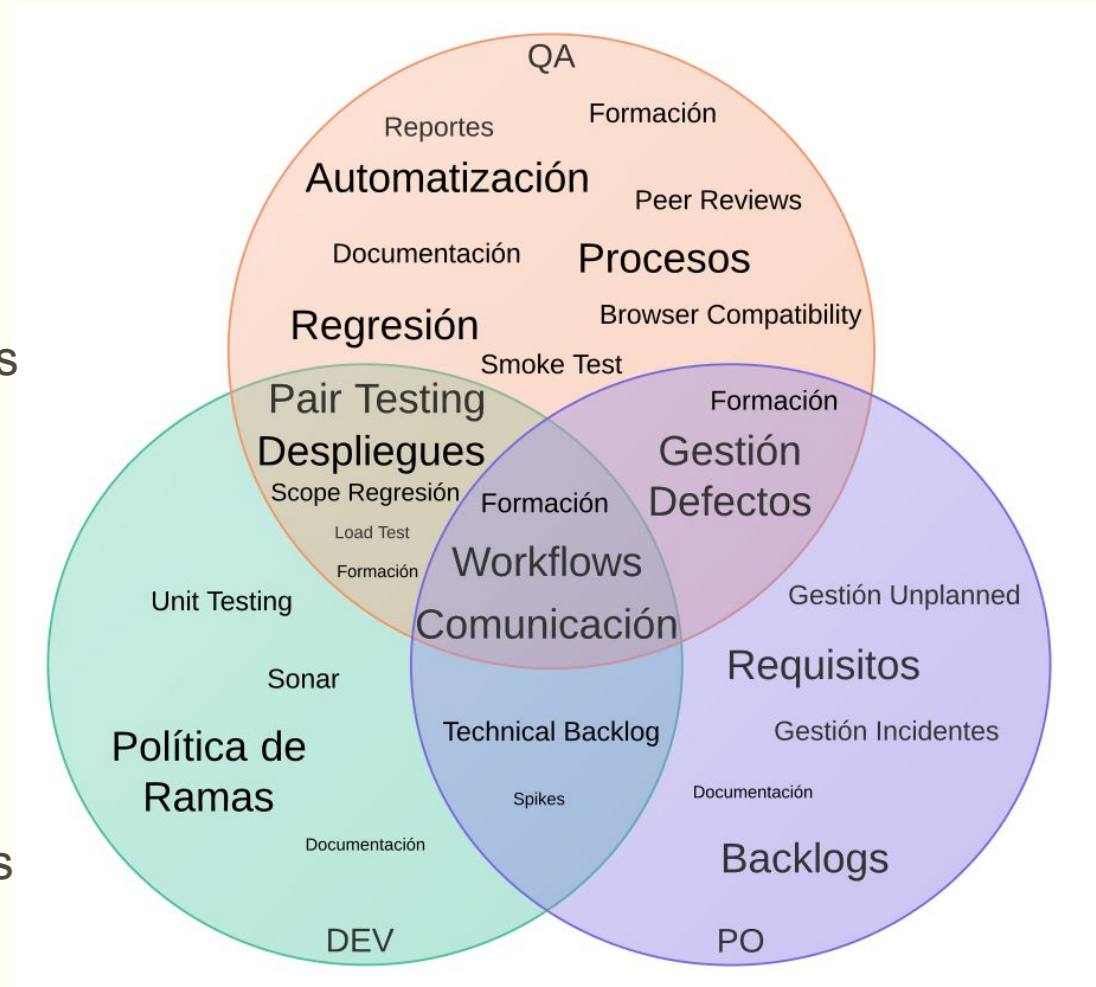 QA
Formación
Reportes
Automatización
Peer Reviews
Documentación
Procesos
Browser Compatibility
Regresión
s
Smoke Test
Pair Testing
Formación
Despliegues
Gestión
Defectos
Scope Regresión
Formación
Load Test
Workflows
Formación
Comunicación
Unit Testing
Gestión Unplanned
Sonar
Requisitos
Política de
Ramas
Technical Backlog
Gestión Incidentes
Spikes
Documentación
Documentación
Backlogs
s
DEV
PO